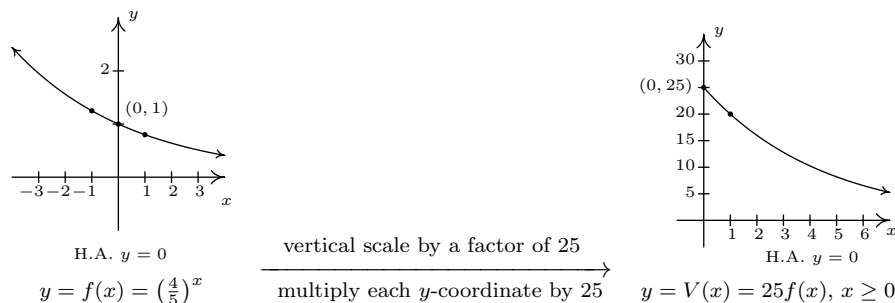 y
2
(0, 1)
−3 −2 −1 1 2 3
x
H.A. y = 0
y = f(x) = (4/5)^x
vertical scale by a factor of 25
multiply each y-coordinate by 25
y
30
(0, 25)
20
15
10
5
1 2 3 4 5 6
x
H.A. y = 0
y = V(x) = 25f(x), x ≥ 0